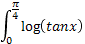 ∫₀^(π/4) log(tanx)